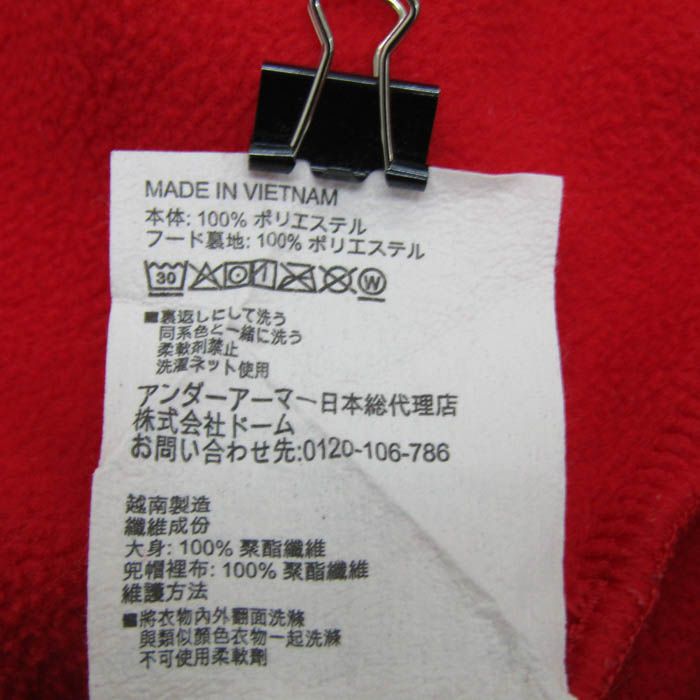 MADE IN VIETNAM
本体: 100% ポリエステル
フード裏地: 100% ポリエステル
30 W
■裏返しにして洗う
同系色と一緒に洗う
柔軟剤禁止
洗濯ネット使用
アンダーアーマー日本総代理店
株式会社ドーム
お問い合わせ先:0120-106-786
越南製造
纖維成份
大身: 100% 聚酯纖維
兜帽裡布: 100% 聚酯纖維
維護方法
■將衣物內外翻面洗滌
與類似顏色衣物一起洗滌
不可使用柔軟劑